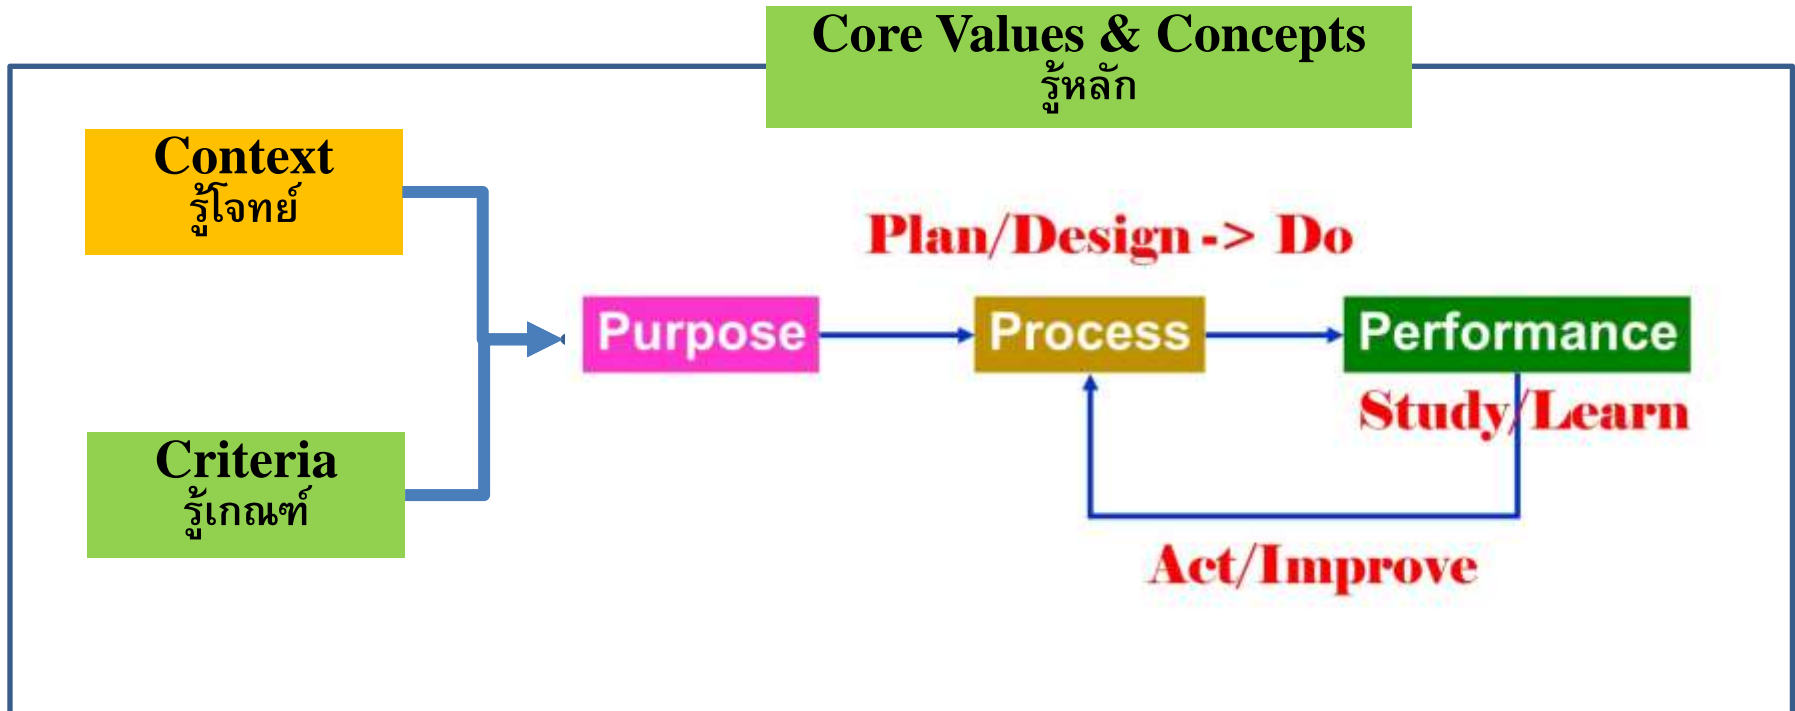 Core Values & Concepts
รู้หลัก
Context
รู้โจทย์
Plan/Design -> Do
Purpose
Process
Performance
Study/Learn
Criteria
รู้เกณฑ์
Act/Improve